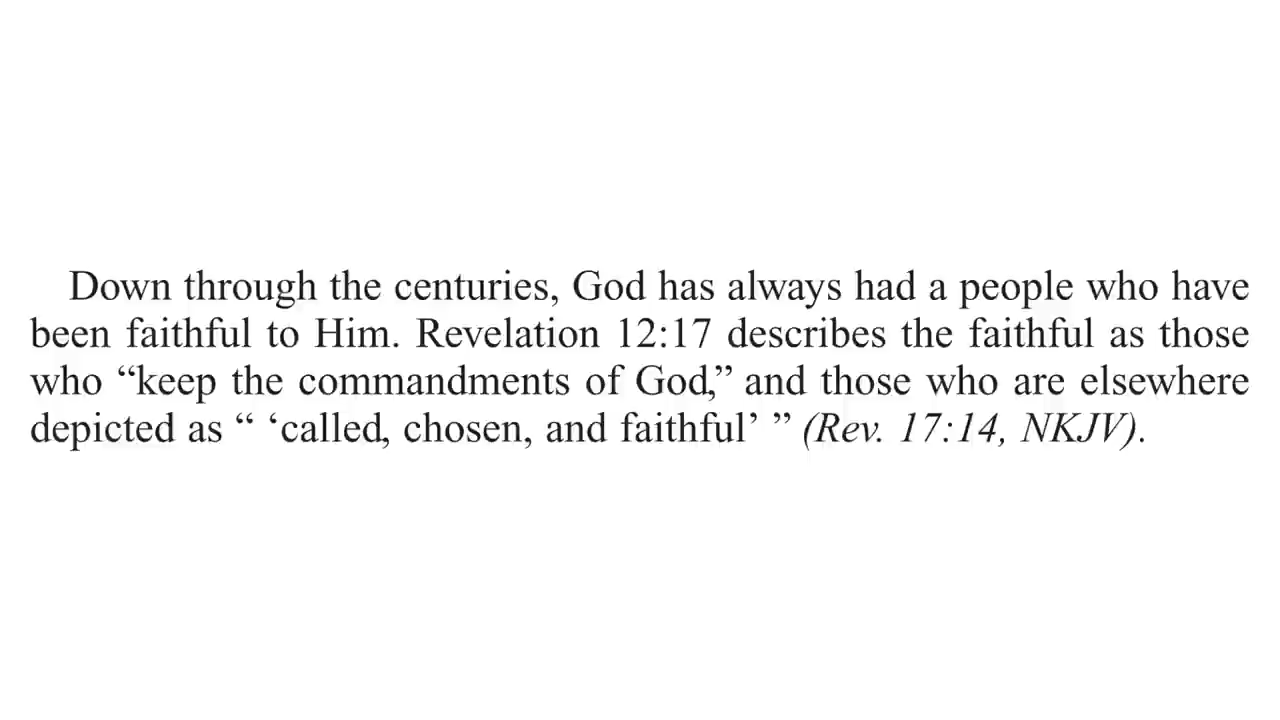 Down through the centuries, God has always had a people who have
been faithful to Him. Revelation 12:17 describes the faithful as those
who “keep the commandments of God,” and those who are elsewhere
depicted as “ ‘called, chosen, and faithful’ ” (Rev. 17:14, NKJV).